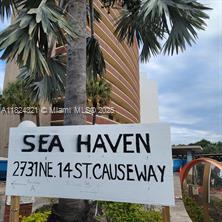 SEA HAVEN
2731 NE. 14 ST. CAUSEWAY